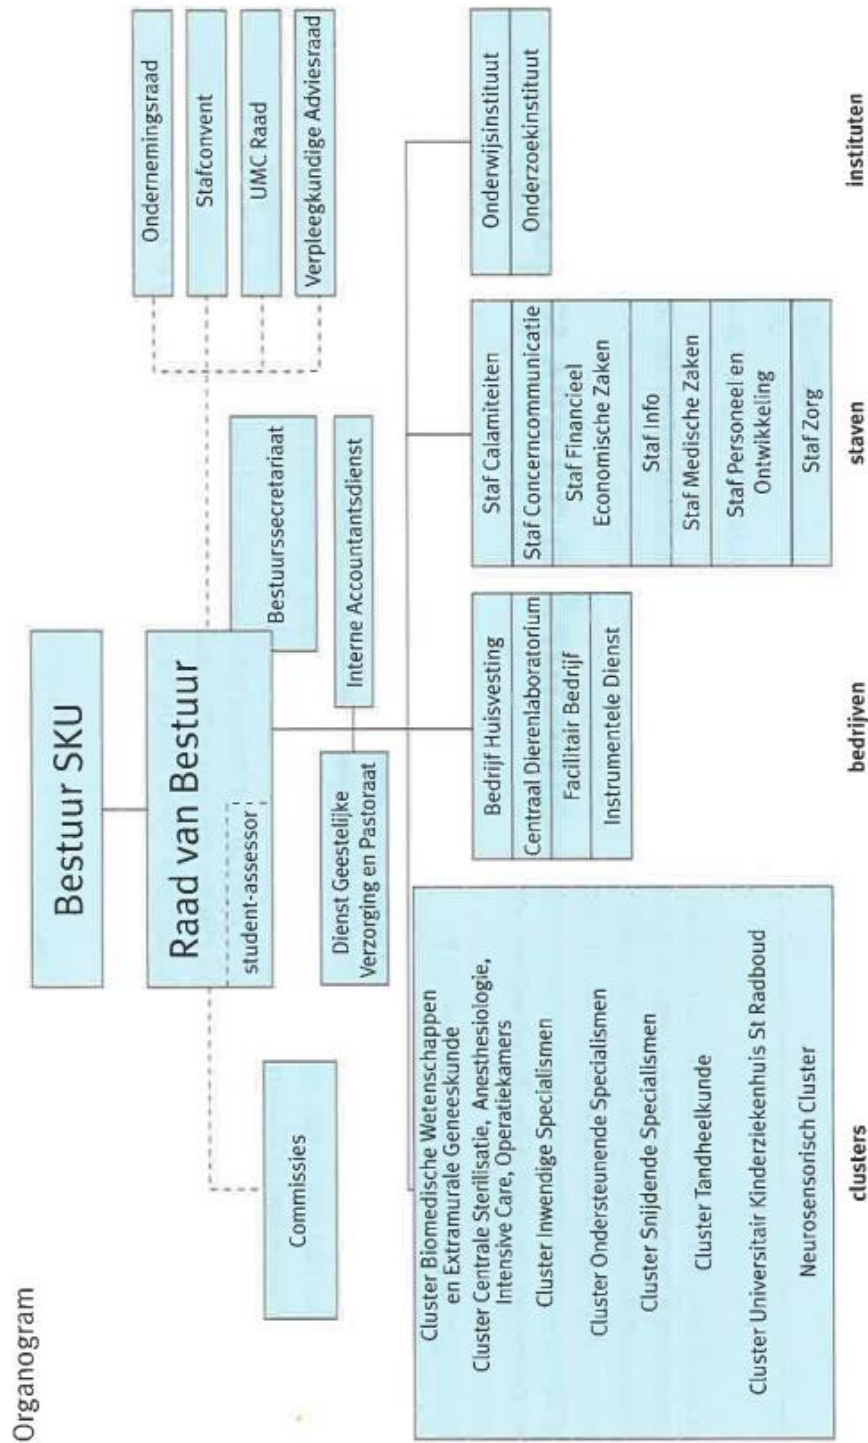 Organogram
Bestuur SKU
Raad van Bestuur
student-assessor
Commissies
Ondernemingsraad
Stafconvent
UMC Raad
Verpleegkundige Adviesraad
Bestuurssecretariaat
Dienst Geestelijke
Verzorging en Pastoraat
Interne Accountantsdienst
Cluster Biomedische Wetenschappen
en Extramurale Geneeskunde
Cluster Centrale Sterilisatie, Anesthesiologie,
Intensive Care, Operatiekamers
Cluster Inwendige Specialismen
Cluster Ondersteunende Specialismen
Cluster Snijdende Specialismen
Cluster Tandheelkunde
Cluster Universitair Kinderziekenhuis St Radboud
Neurosensorisch Cluster
clusters
Bedrijf Huisvesting
Centraal Dierenlaboratorium
Facilitair Bedrijf
Instrumentele Dienst
bedrijven
Staf Calamiteiten
Staf Concerncommunicatie
Staf Financieel
Economische Zaken
Staf Info
Staf Medische Zaken
Staf Personeel en
Ontwikkeling
Staf Zorg
staven
Onderwijsinstituut
Onderzoekinstituut
instituten